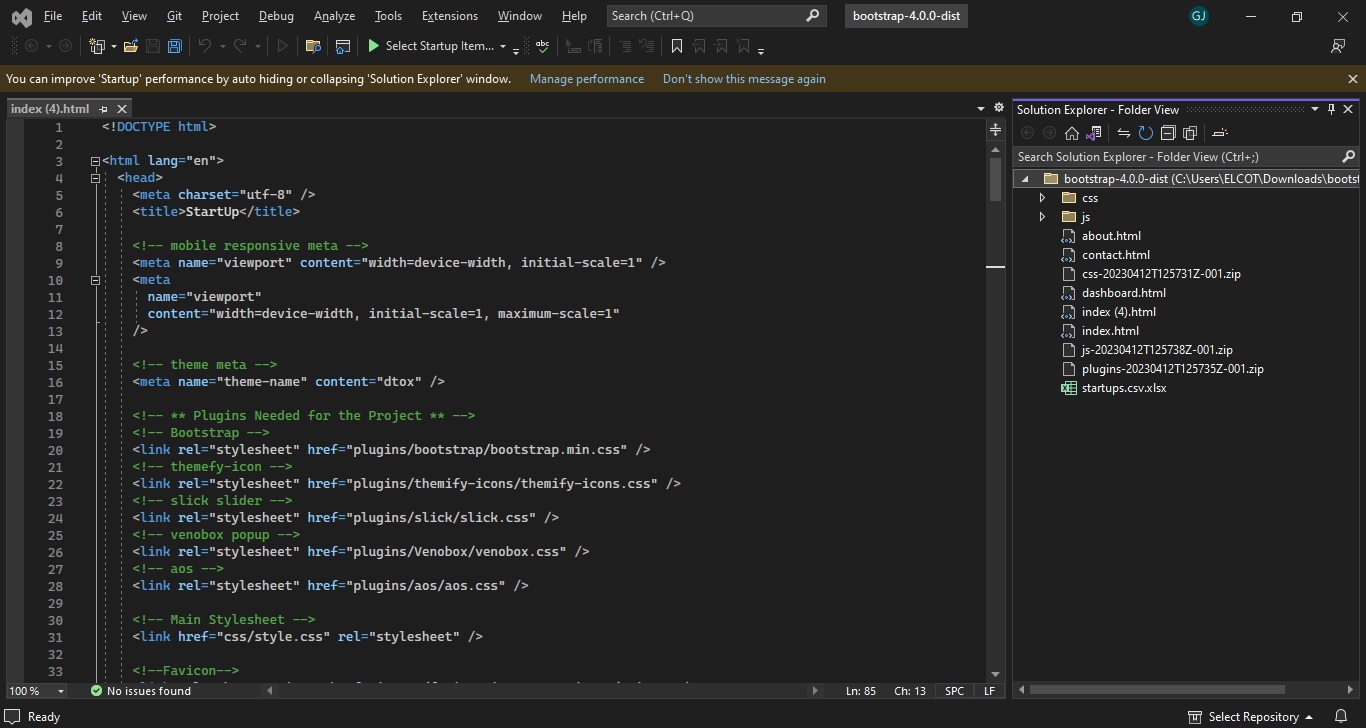 File Edit View Git Project Debug Analyze Tools Extensions Window Help Search (Ctrl+Q) bootstrap-4.0.0-dist GJ
Select Startup Item...
You can improve 'Startup' performance by auto hiding or collapsing 'Solution Explorer' window. Manage performance Don't show this message again
index (4).html
1 <!DOCTYPE html>
2
3 <html lang="en">
4 <head>
5 <meta charset="utf-8" />
6 <title>StartUp</title>
7
8 <!-- mobile responsive meta -->
9 <meta name="viewport" content="width=device-width, initial-scale=1" />
10 <meta
11 name="viewport"
12 content="width=device-width, initial-scale=1, maximum-scale=1"
13 />
14
15 <!-- theme meta -->
16 <meta name="theme-name" content="dtox" />
17
18 <!-- ** Plugins Needed for the Project ** -->
19 <!-- Bootstrap -->
20 <link rel="stylesheet" href="plugins/bootstrap/bootstrap.min.css" />
21 <!-- themefy-icon -->
22 <link rel="stylesheet" href="plugins/themify-icons/themify-icons.css" />
23 <!-- slick slider -->
24 <link rel="stylesheet" href="plugins/slick/slick.css" />
25 <!-- venobox popup -->
26 <link rel="stylesheet" href="plugins/Venobox/venobox.css" />
27 <!-- aos -->
28 <link rel="stylesheet" href="plugins/aos/aos.css" />
29
30 <!-- Main Stylesheet -->
31 <link href="css/style.css" rel="stylesheet" />
32
33 <!--Favicon-->
100 % No issues found Ln: 85 Ch: 13 SPC LF
Solution Explorer - Folder View
Search Solution Explorer - Folder View (Ctrl+;)
bootstrap-4.0.0-dist (C:\Users\ELCOT\Downloads\bootst
css
js
about.html
contact.html
css-20230412T125731Z-001.zip
dashboard.html
index (4).html
index.html
js-20230412T125738Z-001.zip
plugins-20230412T125735Z-001.zip
startups.csv.xlsx
Ready Select Repository